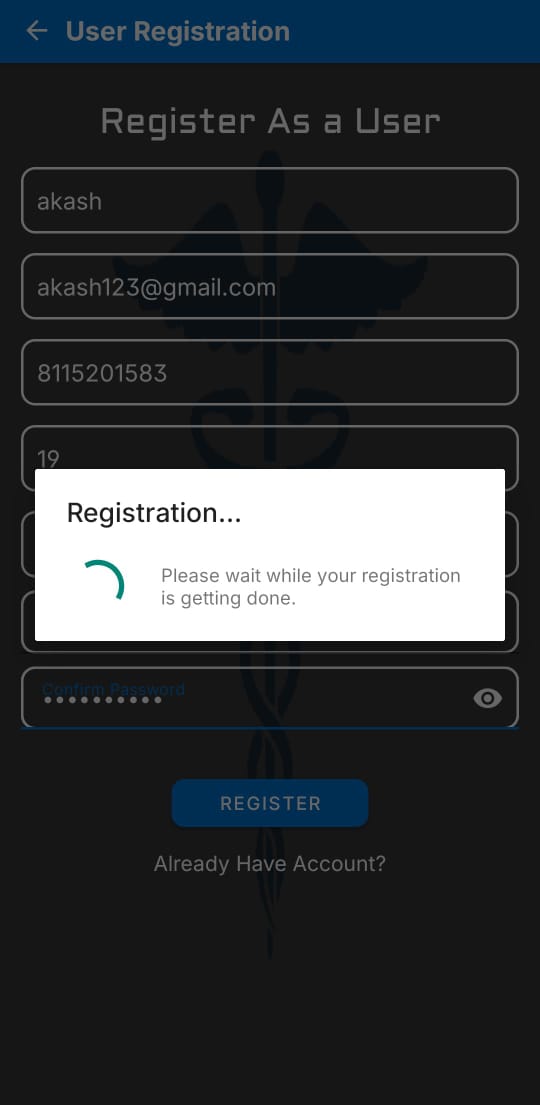 User Registration
Register As a User
akash
akash123@gmail.com
8115201583
19
Registration...
Please wait while your registration
is getting done.
Confirm Password
••••••••••
REGISTER
Already Have Account?